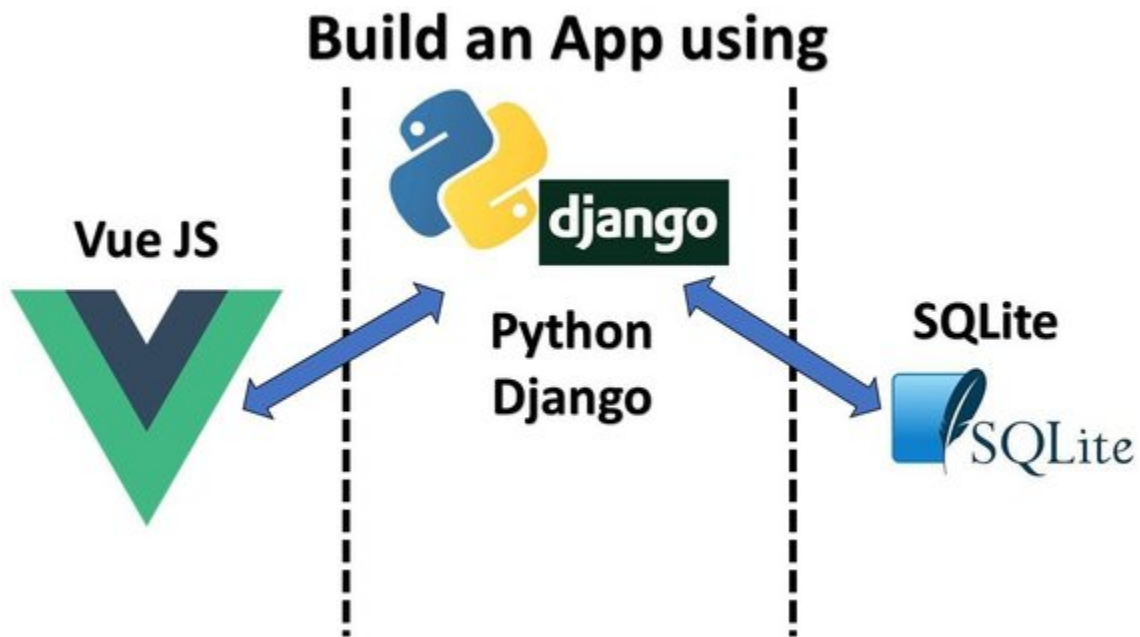 Build an App using
django
Vue JS
Python
Django
SQLite
SQLite